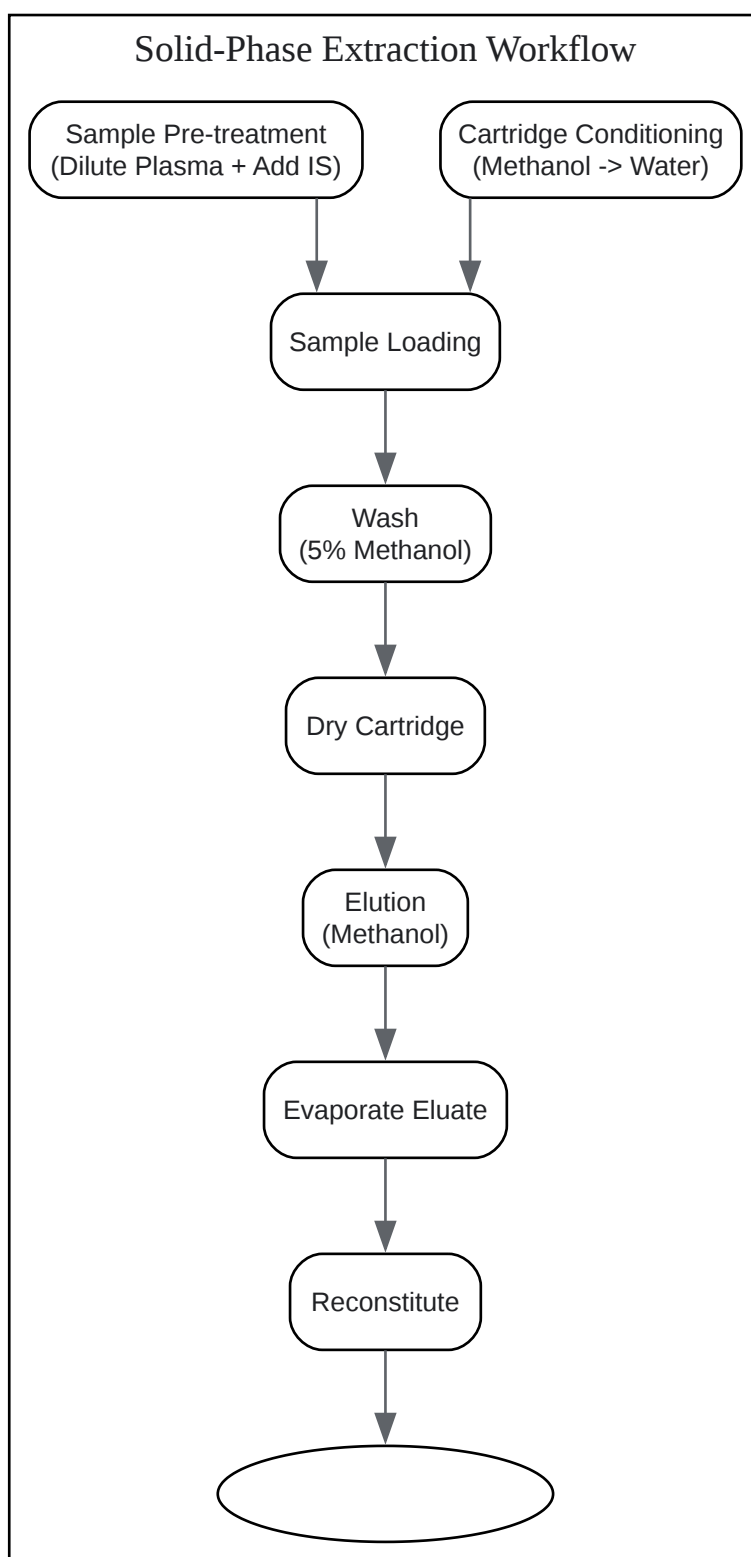 Solid-Phase Extraction Workflow
Sample Pre-treatment
(Dilute Plasma + Add IS)
Cartridge Conditioning
(Methanol -> Water)
Sample Loading
Wash
(5% Methanol)
Dry Cartridge
Elution
(Methanol)
Evaporate Eluate
Reconstitute